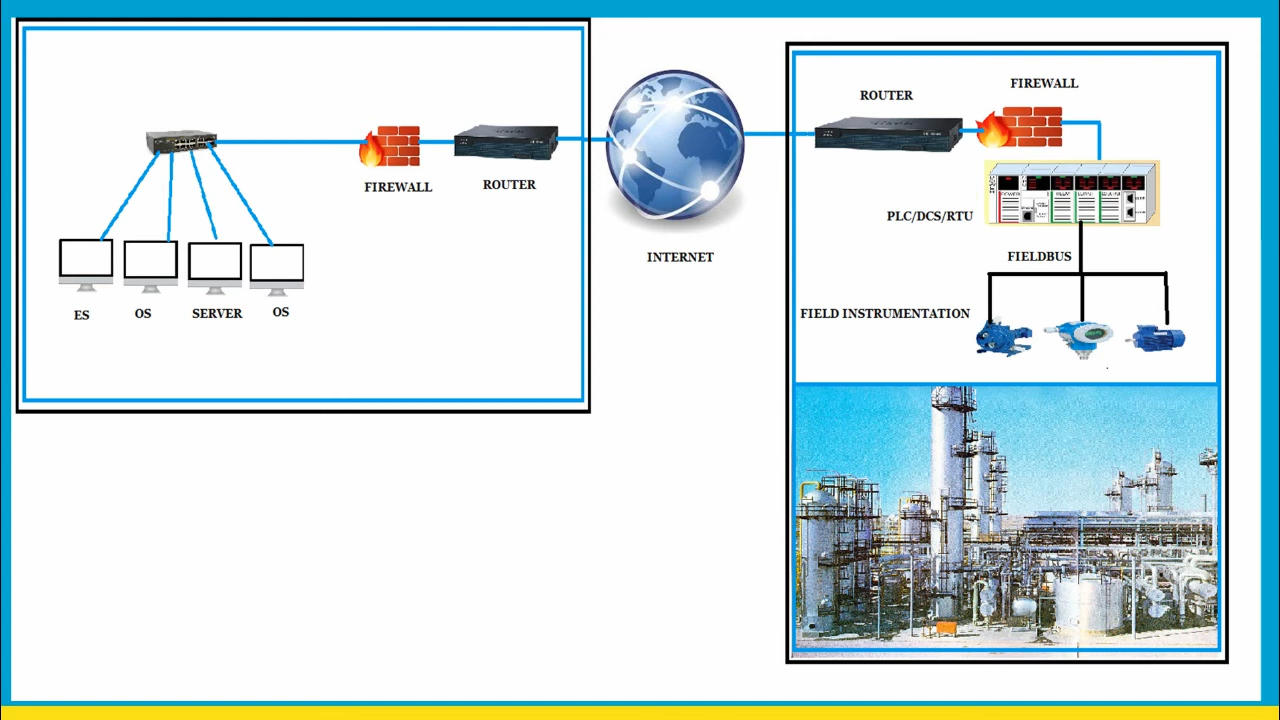 FIREWALL
ROUTER
ES
OS
SERVER
OS
INTERNET
ROUTER
FIREWALL
PLC/DCS/RTU
FIELDBUS
FIELD INSTRUMENTATION